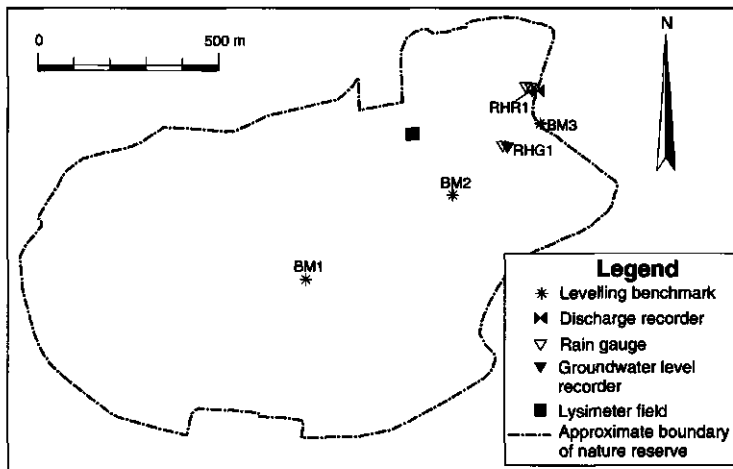 0 500 m
N
RHR1
BM3
RHG1
BM2
BM1
Legend
Levelling benchmark
Discharge recorder
Rain gauge
Groundwater level
recorder
Lysimeter field
Approximate boundary
of nature reserve